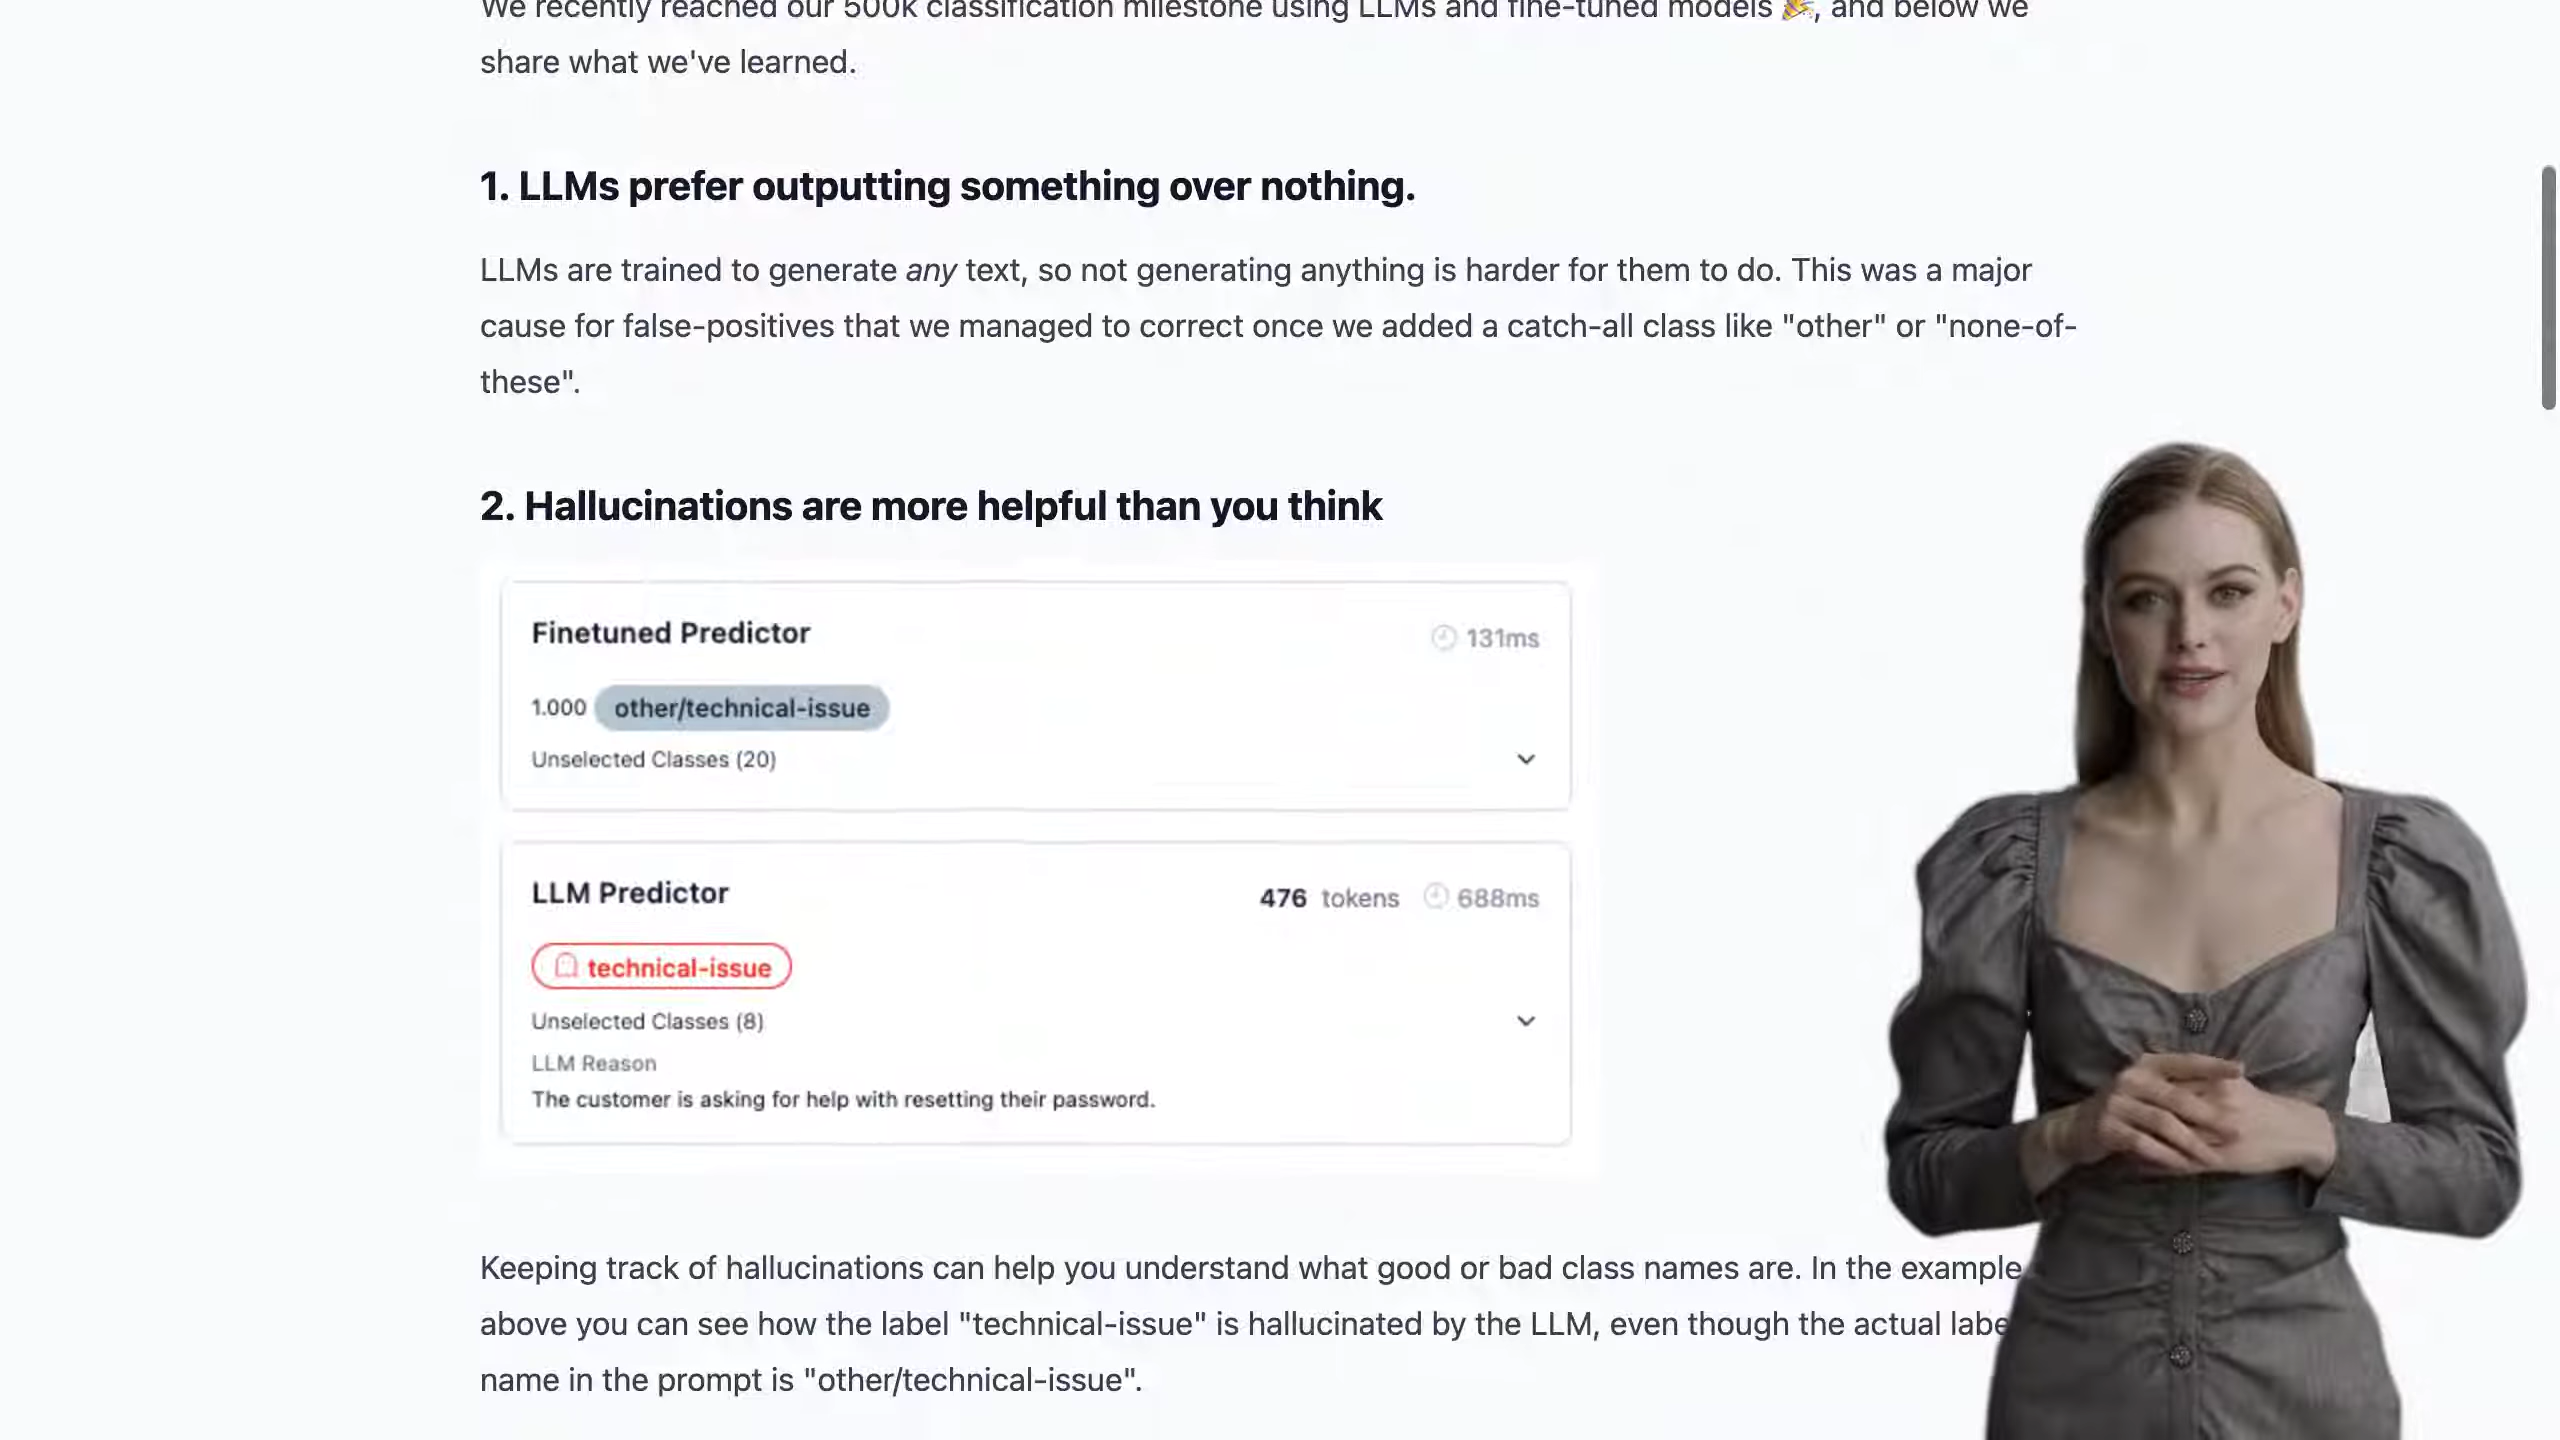 We recently reached our 500k classification milestone using LLMs and fine-tuned models 🎉, and below we
share what we've learned.
1. LLMs prefer outputting something over nothing.
LLMs are trained to generate any text, so not generating anything is harder for them to do. This was a major
cause for false-positives that we managed to correct once we added a catch-all class like "other" or "none-of-
these".
2. Hallucinations are more helpful than you think
Finetuned Predictor
131ms
1.000 other/technical-issue
Unselected Classes (20)
LLM Predictor
476 tokens 688ms
technical-issue
Unselected Classes (8)
LLM Reason
The customer is asking for help with resetting their password.
Keeping track of hallucinations can help you understand what good or bad class names are. In the example
above you can see how the label "technical-issue" is hallucinated by the LLM, even though the actual labe
name in the prompt is "other/technical-issue".